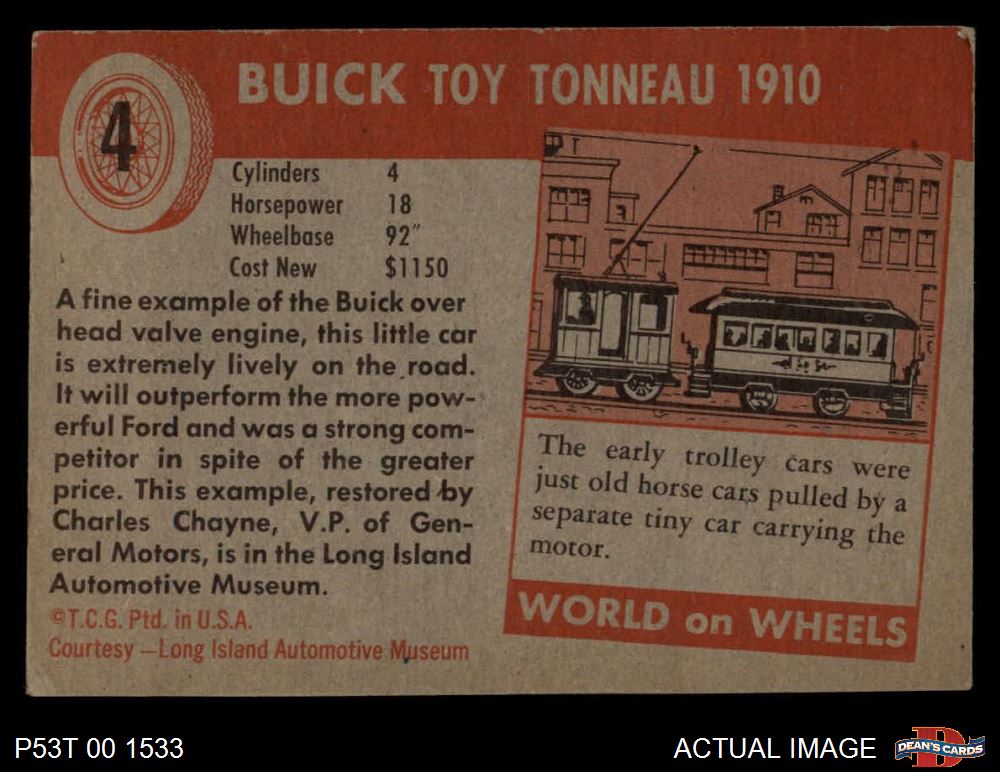 4
BUICK TOY TONNEAU 1910
Cylinders 4
Horsepower 18
Wheelbase 92"
Cost New $1150
A fine example of the Buick over
head valve engine, this little car
is extremely lively on the road.
It will outperform the more pow-
erful Ford and was a strong com-
petitor in spite of the greater
price. This example, restored by
Charles Chayne, V.P. of Gen-
eral Motors, is in the Long Island
Automotive Museum.
©T.C.G. Ptd. in U.S.A.
Courtesy —Long Island Automotive Museum
The early trolley cars were
just old horse cars pulled by a
separate tiny car carrying the
motor.
WORLD on WHEELS
P53T 00 1533
ACTUAL IMAGE
D
DEAN'S CARDS